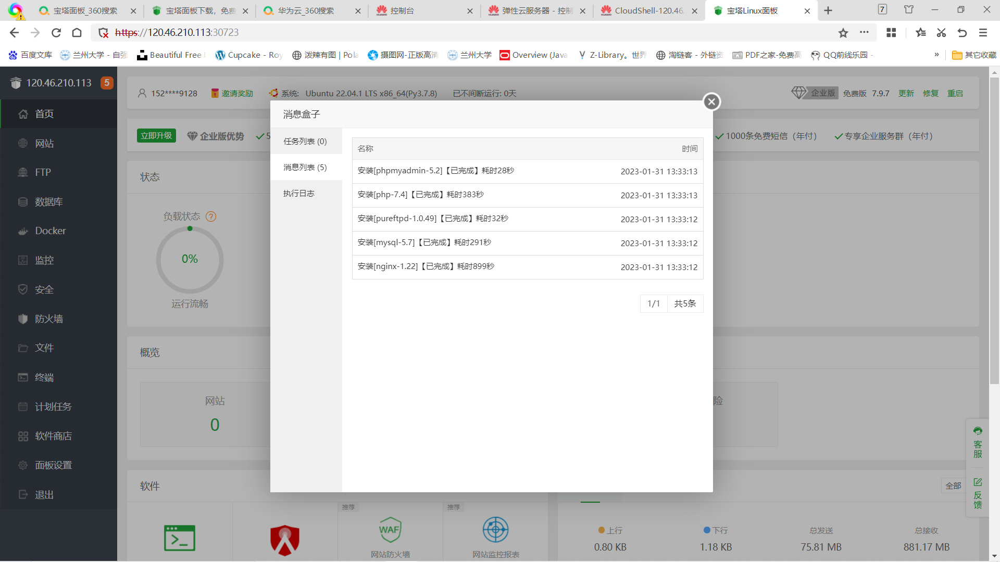 宝塔面板_360搜索
宝塔面板下载，免费
华为云_360搜索
控制台
弹性云服务器 - 控制
CloudShell-120.46.
宝塔Linux面板
7
https://120.46.210.113:30723
百度文库
兰州大学 - 自强
Beautiful Free
Cupcake - Roy
泼辣有图 | Pola
摄图网-正版高清
兰州大学
Overview (Java
Z-Library。世界
淘链客 - 外链资
PDF之家-免费高
QQ前线乐园 -
»
其它收藏
120.46.210.113
5
首页
网站
FTP
数据库
Docker
监控
安全
防火墙
文件
终端
计划任务
软件商店
面板设置
退出
152****9128
邀请奖励
系统: Ubuntu 22.04.1 LTS x86_64(Py3.7.8)
已不间断运行: 0天
企业版
免费版
7.9.7
更新
修复
重启
立即升级
企业版优势
5
1000条免费短信（年付）
专享企业服务群（年付）
状态
负载状态
?
0%
运行流畅
概览
网站
0
险
软件
推荐
推荐
WAF
网站防火墙
网站监控报表
全部
上行
0.80 KB
下行
1.18 KB
总发送
75.81 MB
总接收
881.17 MB
客服
反馈
消息盒子
任务列表 (0)
消息列表 (5)
执行日志
名称 时间
安装[phpmyadmin-5.2]【已完成】耗时28秒 2023-01-31 13:33:13
安装[php-7.4]【已完成】耗时383秒 2023-01-31 13:33:13
安装[pureftpd-1.0.49]【已完成】耗时32秒 2023-01-31 13:33:12
安装[mysql-5.7]【已完成】耗时291秒 2023-01-31 13:33:12
安装[nginx-1.22]【已完成】耗时899秒 2023-01-31 13:33:12
1/1 共5条